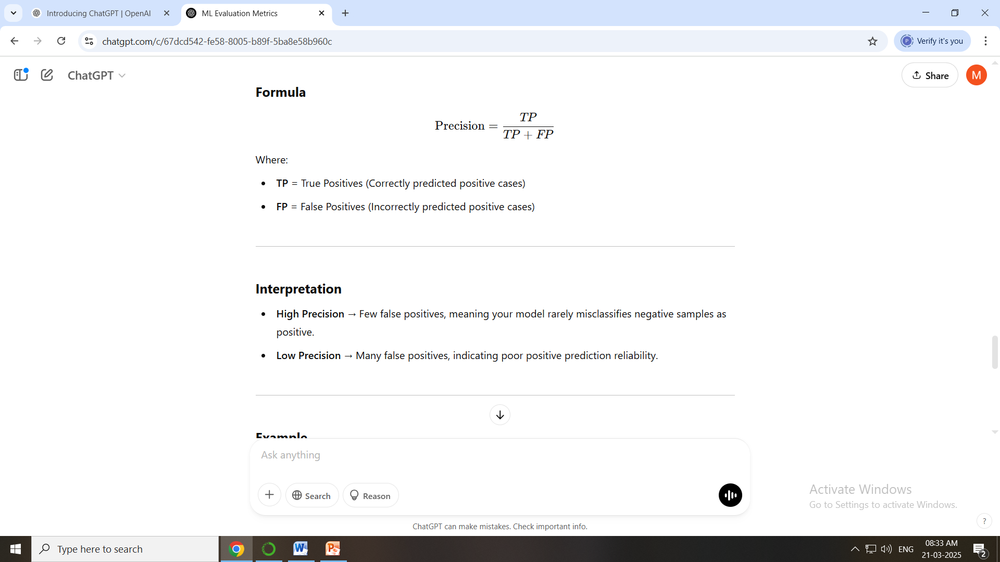 Introducing ChatGPT | OpenAI
ML Evaluation Metrics
chatgpt.com/c/67dcd542-fe58-8005-b89f-5ba8e58b960c
P
Verify it's you
ChatGPT
Share
M
Formula
Precision = TP / TP + FP
Where:
• TP = True Positives (Correctly predicted positive cases)
• FP = False Positives (Incorrectly predicted positive cases)
Interpretation
• High Precision → Few false positives, meaning your model rarely misclassifies negative samples as
positive.
• Low Precision → Many false positives, indicating poor positive prediction reliability.
Example
Ask anything
Search
Reason
Activate Windows
Go to Settings to activate Windows.
ChatGPT can make mistakes. Check important info.
?
Type here to search
W
P
ENG
08:33 AM
21-03-2025
2